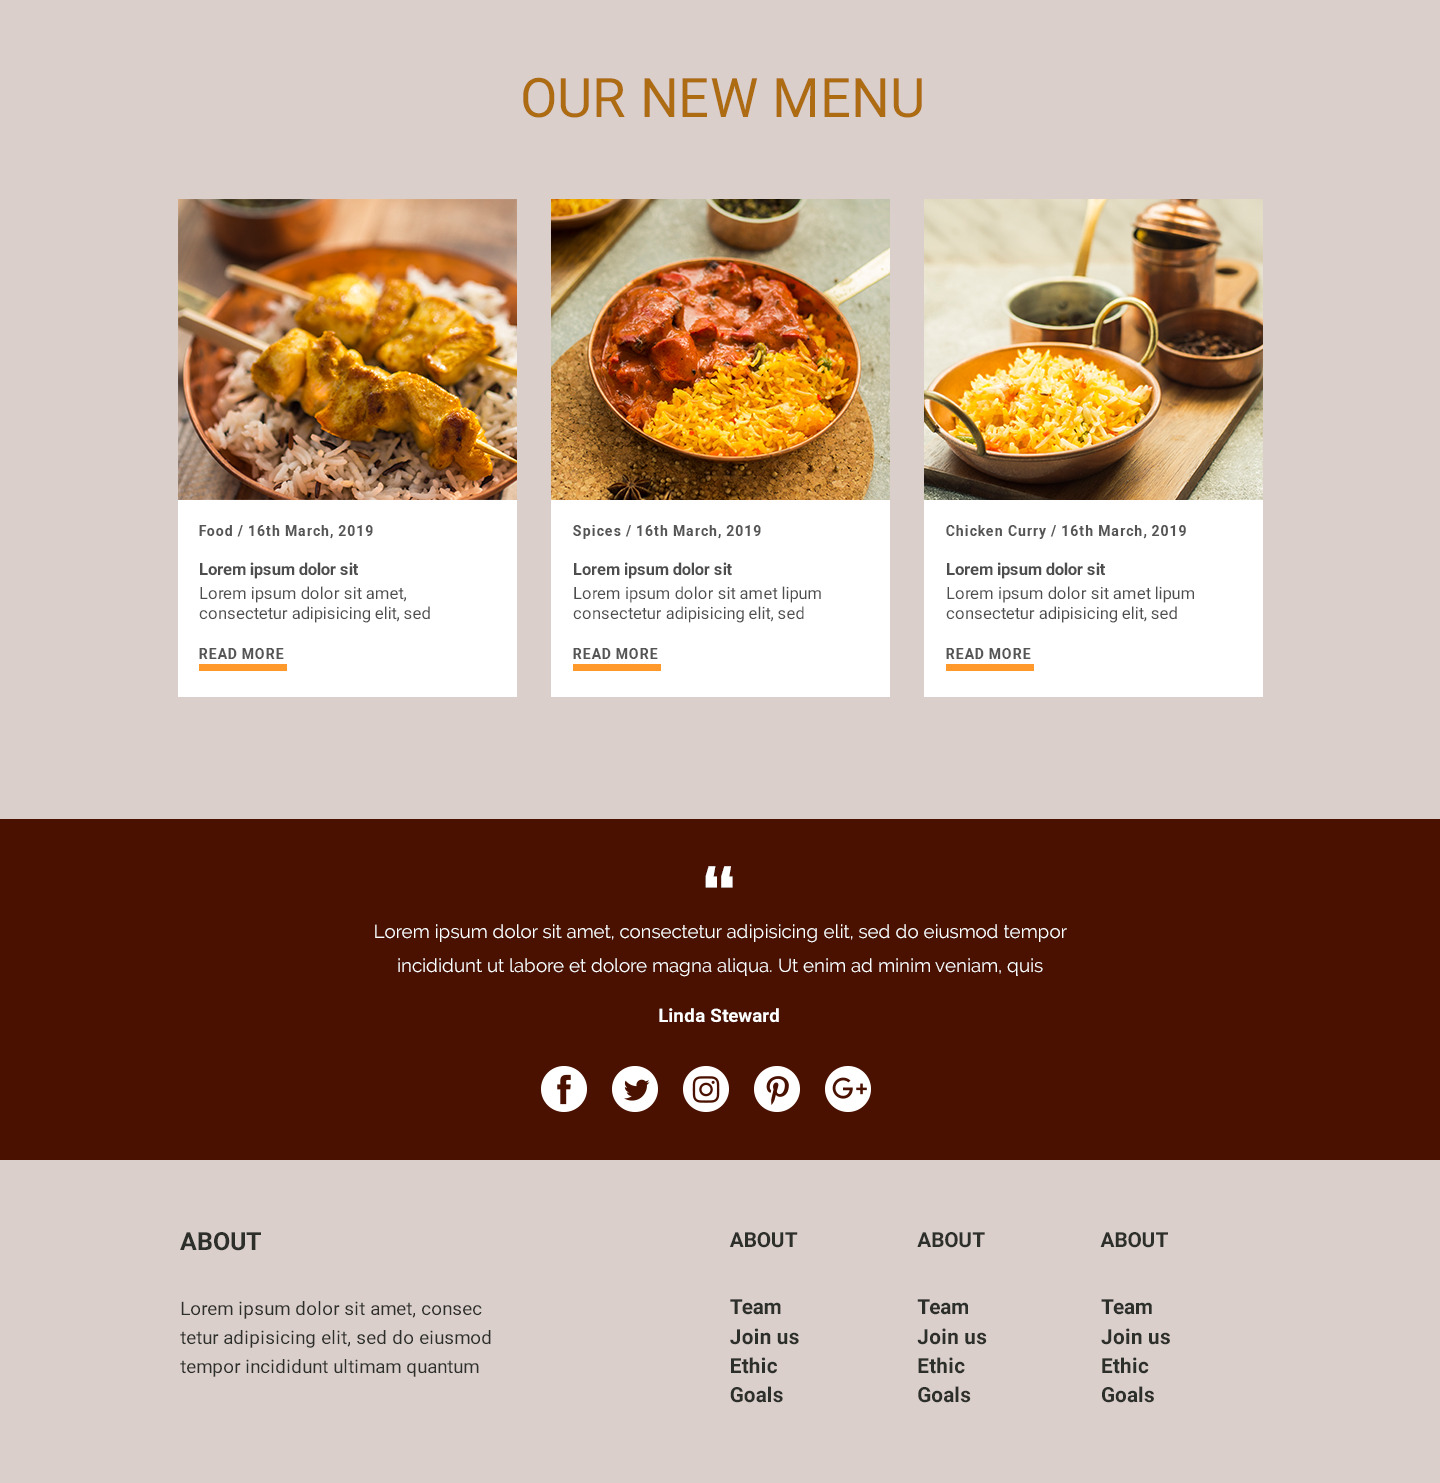 OUR NEW MENU
Food / 16th March, 2019
Lorem ipsum dolor sit
Lorem ipsum dolor sit amet,
consectetur adipisicing elit, sed
READ MORE
Spices / 16th March, 2019
Lorem ipsum dolor sit
Lorem ipsum dolor sit amet lipum
consectetur adipisicing elit, sed
READ MORE
Chicken Curry / 16th March, 2019
Lorem ipsum dolor sit
Lorem ipsum dolor sit amet lipum
consectetur adipisicing elit, sed
READ MORE
“
Lorem ipsum dolor sit amet, consectetur adipisicing elit, sed do eiusmod tempor
incididunt ut labore et dolore magna aliqua. Ut enim ad minim veniam, quis
Linda Steward
ABOUT
Lorem ipsum dolor sit amet, consec
tetur adipisicing elit, sed do eiusmod
tempor incididunt ultimam quantum
ABOUT
Team
Join us
Ethic
Goals
ABOUT
Team
Join us
Ethic
Goals
ABOUT
Team
Join us
Ethic
Goals